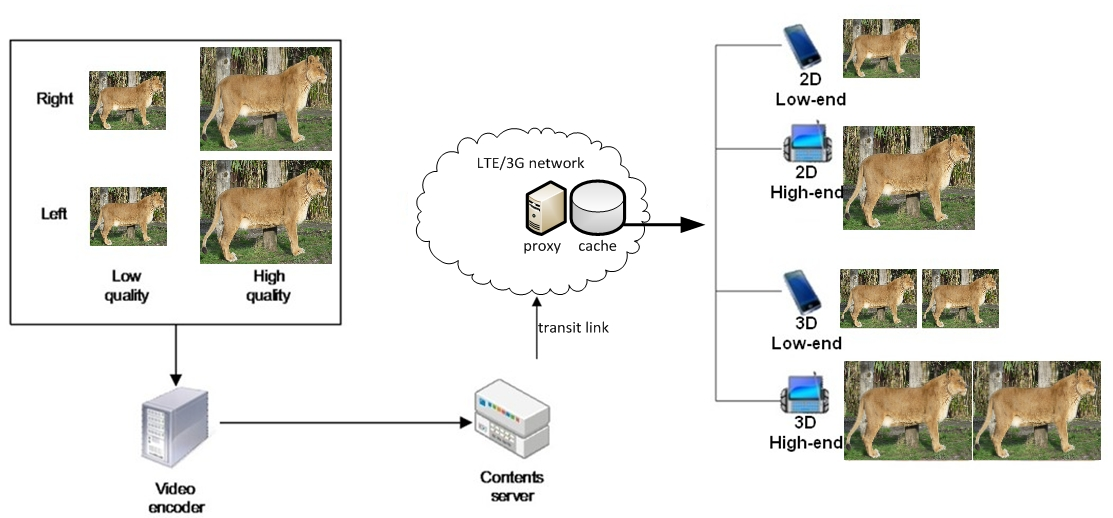 Right
Left
Low
quality
High
quality
Video
encoder
Contents
server
transit link
LTE/3G network
proxy
cache
2D
Low-end
2D
High-end
3D
Low-end
3D
High-end